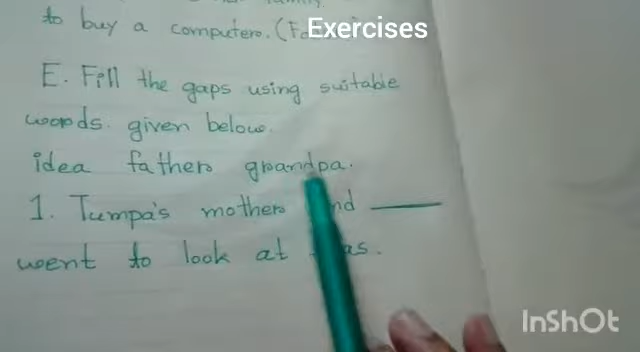 to buy a computer.
Exercises
E. Fill the gaps using suitable
words. given below.
idea father grandpa.
1. Tumpa's mother and
went to look at
InShOt